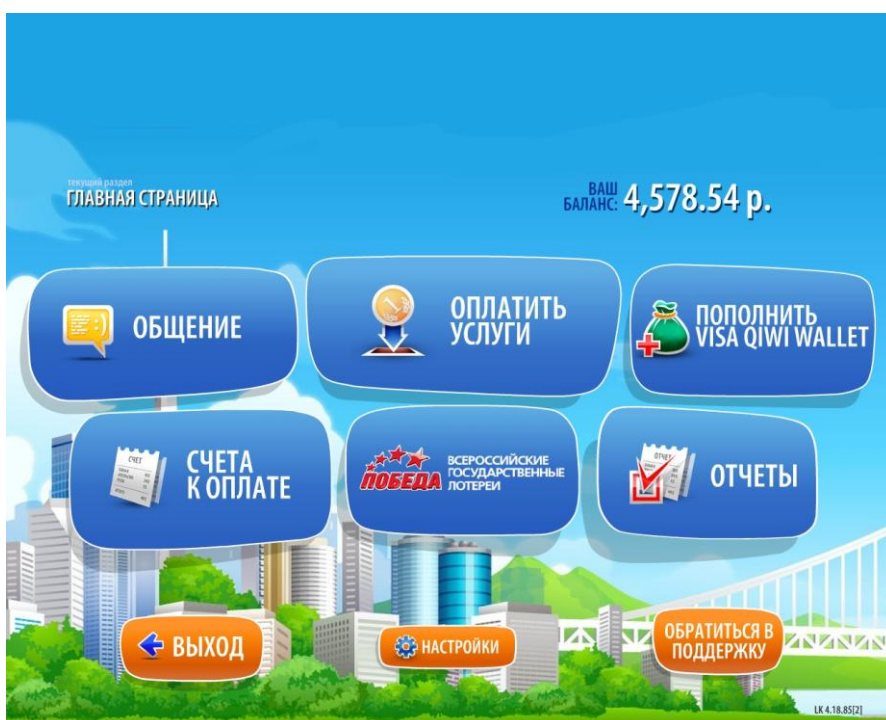 текущий раздел
ГЛАВНАЯ СТРАНИЦА
ВАШ
БАЛАНС: 4,578.54 р.
ОБЩЕНИЕ
ОПЛАТИТЬ
УСЛУГИ
ПОПОЛНИТЬ
VISA QIWI WALLET
СЧЕТ
СЧЕТА
К ОПЛАТЕ
ПОБЕДА
ВСЕРОССИЙСКИЕ
ГОСУДАРСТВЕННЫЕ
ЛОТЕРЕИ
ОТЧЕТЫ
ВЫХОД
НАСТРОЙКИ
ОБРАТИТЬСЯ В
ПОДДЕРЖКУ
LK 4.18.85[2]